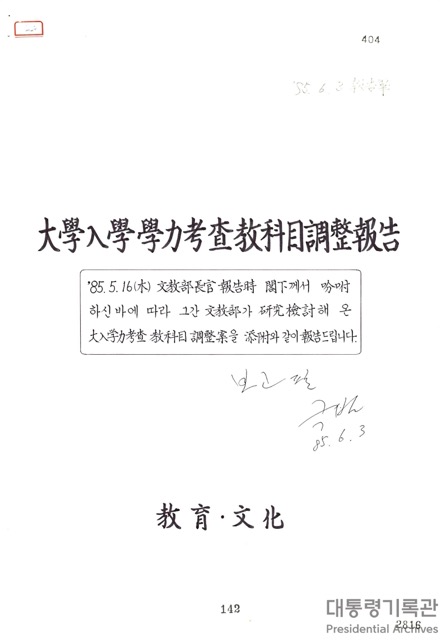 404
'85. 6. 3
大學入學學力考査教科目調整報告
'85. 5. 16(水) 文教部長官 報告時 閣下께서 吩咐
하신바에 따라 그간 文教部가 硏究檢討해 온
大入學力考査 教科目 調整案을 添附와 같이 報告드립니다.
보고필
85. 6. 3
教育·文化
142
대통령기록관
Presidential Archives
2816